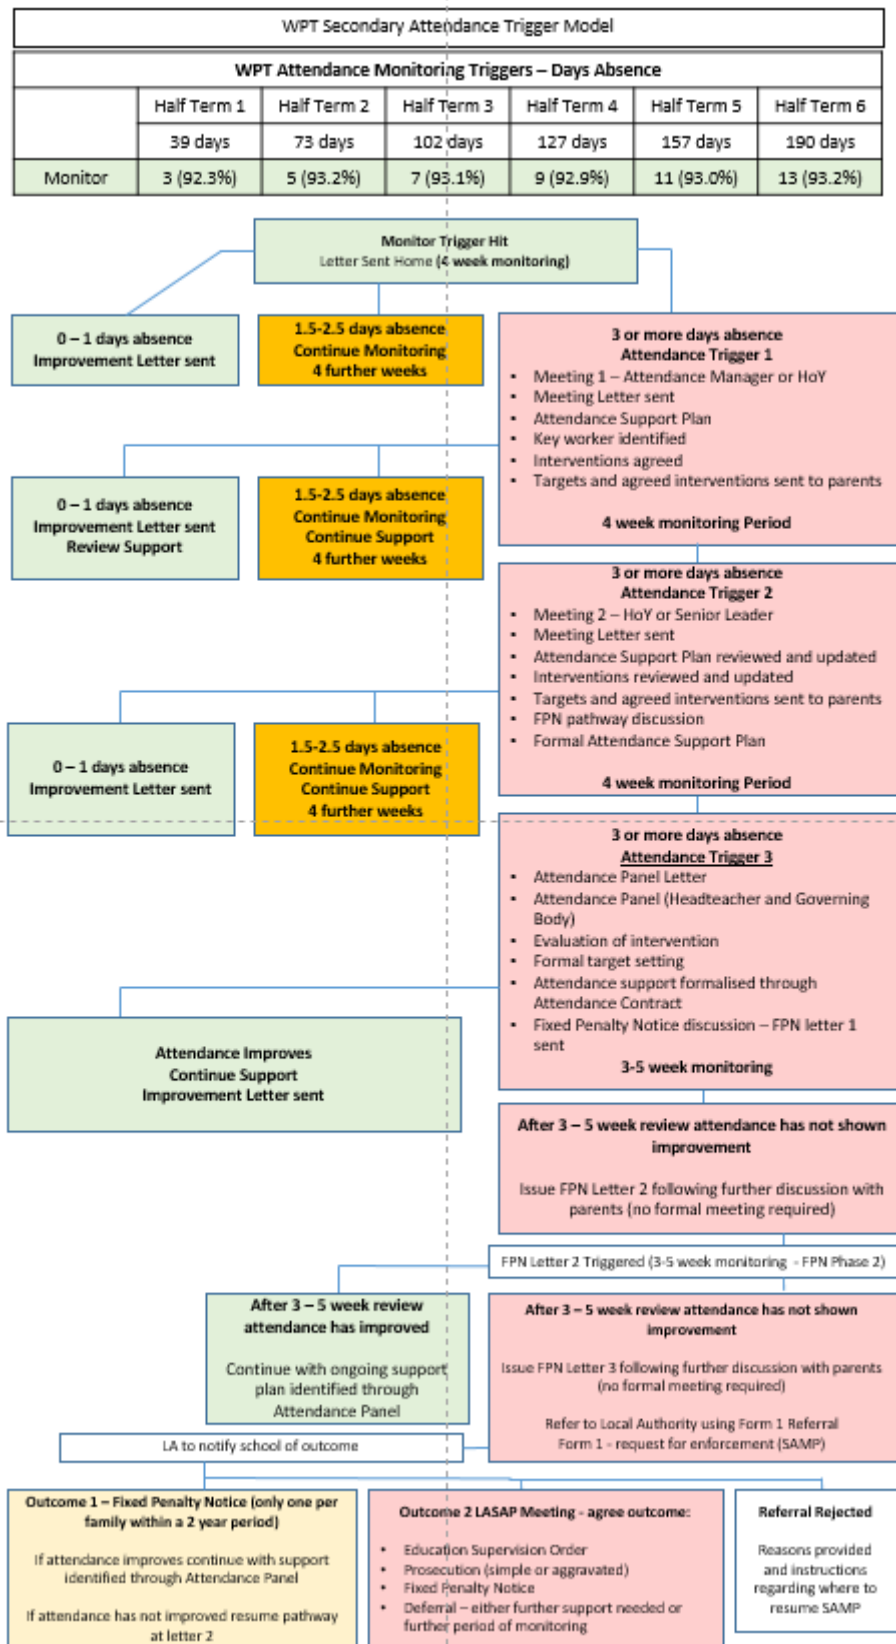 WPT Secondary Attendance Trigger Model
WPT Attendance Monitoring Triggers – Days Absence
Half Term 1 Half Term 2 Half Term 3 Half Term 4 Half Term 5 Half Term 6
39 days 73 days 102 days 127 days 157 days 190 days
Monitor 3 (92.3%) 5 (93.2%) 7 (93.1%) 9 (92.9%) 11 (93.0%) 13 (93.2%)
Monitor Trigger Hit
Letter Sent Home (4 week monitoring)
0 – 1 days absence
Improvement Letter sent
1.5-2.5 days absence
Continue Monitoring
4 further weeks
3 or more days absence
Attendance Trigger 1
• Meeting 1 – Attendance Manager or HoY
• Meeting Letter sent
• Attendance Support Plan
• Key worker identified
• Interventions agreed
• Targets and agreed interventions sent to parents
4 week monitoring Period
0 – 1 days absence
Improvement Letter sent
Review Support
1.5-2.5 days absence
Continue Monitoring
Continue Support
4 further weeks
3 or more days absence
Attendance Trigger 2
• Meeting 2 – HoY or Senior Leader
• Meeting Letter sent
• Attendance Support Plan reviewed and updated
• Interventions reviewed and updated
• Targets and agreed interventions sent to parents
• FPN pathway discussion
• Formal Attendance Support Plan
4 week monitoring Period
0 – 1 days absence
Improvement Letter sent
1.5-2.5 days absence
Continue Monitoring
Continue Support
4 further weeks
3 or more days absence
Attendance Trigger 3
• Attendance Panel Letter
• Attendance Panel (Headteacher and Governing
Body)
• Evaluation of intervention
• Formal target setting
• Attendance support formalised through
Attendance Contract
• Fixed Penalty Notice discussion – FPN letter 1
sent
3-5 week monitoring
Attendance Improves
Continue Support
Improvement Letter sent
After 3 – 5 week review attendance has not shown
improvement
Issue FPN Letter 2 following further discussion with
parents (no formal meeting required)
FPN Letter 2 Triggered (3-5 week monitoring - FPN Phase 2)
After 3 – 5 week review
attendance has improved
Continue with ongoing support
plan identified through
Attendance Panel
After 3 – 5 week review attendance has not shown
improvement
Issue FPN Letter 3 following further discussion with parents
(no formal meeting required)
Refer to Local Authority using Form 1 Referral
Form 1 - request for enforcement (SAMP)
LA to notify school of outcome
Outcome 1 – Fixed Penalty Notice (only one per
family within a 2 year period)
If attendance improves continue with support
identified through Attendance Panel
If attendance has not improved resume pathway
at letter 2
Outcome 2 LASAP Meeting - agree outcome:
• Education Supervision Order
• Prosecution (simple or aggravated)
• Fixed Penalty Notice
• Deferral – either further support needed or
further period of monitoring
Referral Rejected
Reasons provided
and instructions
regarding where to
resume SAMP